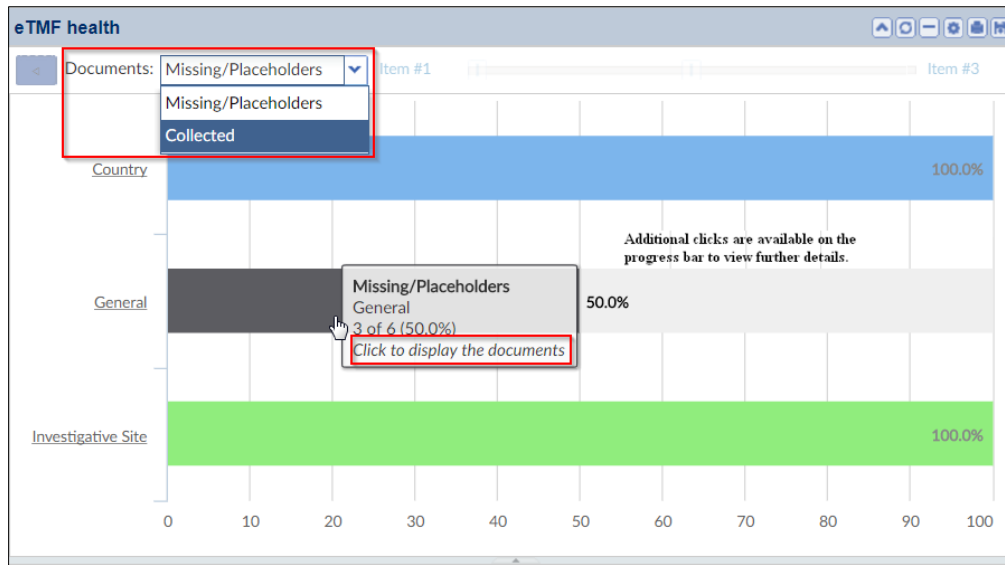 eTMF health
<
Documents: Missing/Placeholders Item #1 Item #3
Missing/Placeholders
Collected
Country 100.0%
Additional clicks are available on the
progress bar to view further details.
Missing/Placeholders
General
General 50.0%
3 of 6 (50.0%)
Click to display the documents
Investigative Site 100.0%
0 10 20 30 40 50 60 70 80 90 100